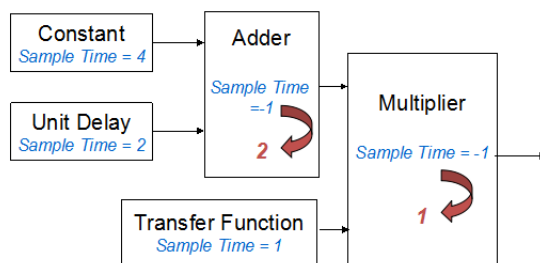 Constant
Sample Time = 4
Adder
Sample Time
=-1
2
Unit Delay
Sample Time = 2
Multiplier
Sample Time = -1
1
Transfer Function
Sample Time = 1